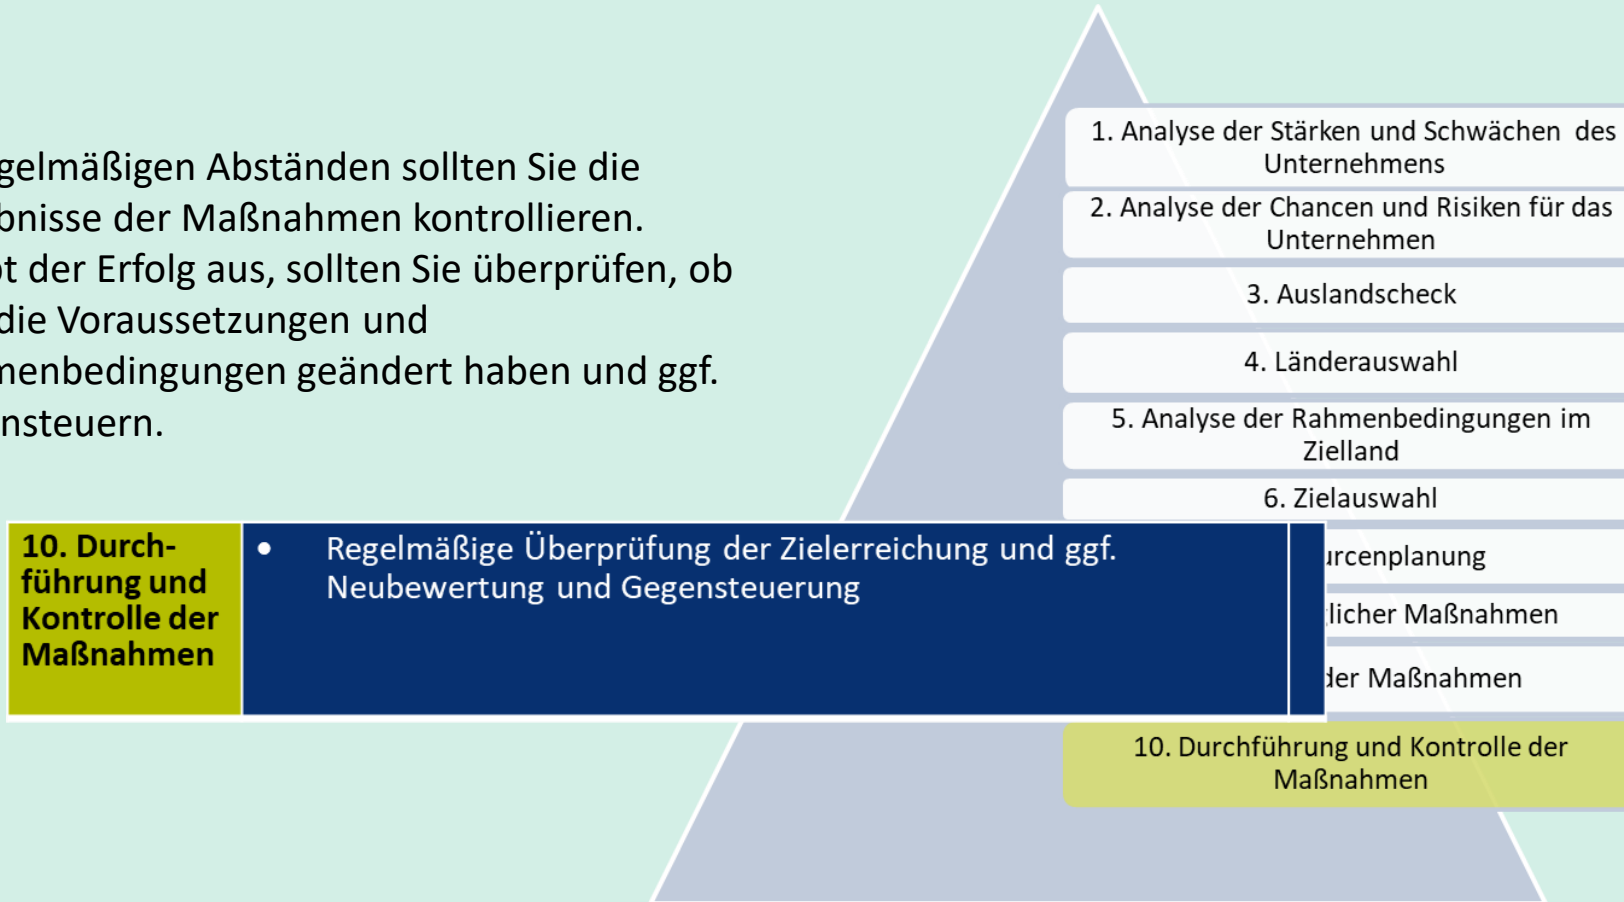 gelmäßigen Abständen sollten Sie die
bnisse der Maßnahmen kontrollieren.
t der Erfolg aus, sollten Sie überprüfen, ob
die Voraussetzungen und
menbedingungen geändert haben und ggf.
nsteuern.
10. Durch-
führung und
Kontrolle der
Maßnahmen
• Regelmäßige Überprüfung der Zielerreichung und ggf.
Neubewertung und Gegensteuerung
1. Analyse der Stärken und Schwächen des
Unternehmens
2. Analyse der Chancen und Risiken für das
Unternehmen
3. Auslandscheck
4. Länderauswahl
5. Analyse der Rahmenbedingungen im
Zielland
6. Zielauswahl
urcenplanung
licher Maßnahmen
der Maßnahmen
10. Durchführung und Kontrolle der
Maßnahmen